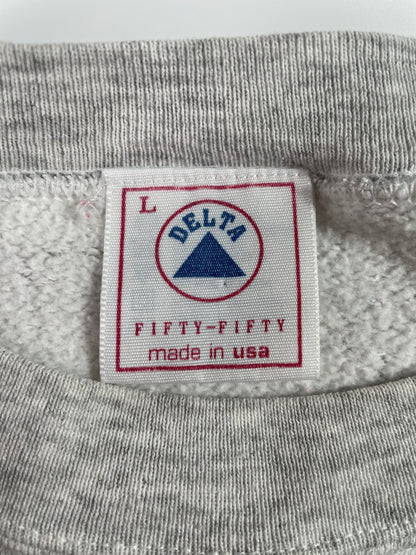 L
DELTA
FIFTY-FIFTY
made in usa